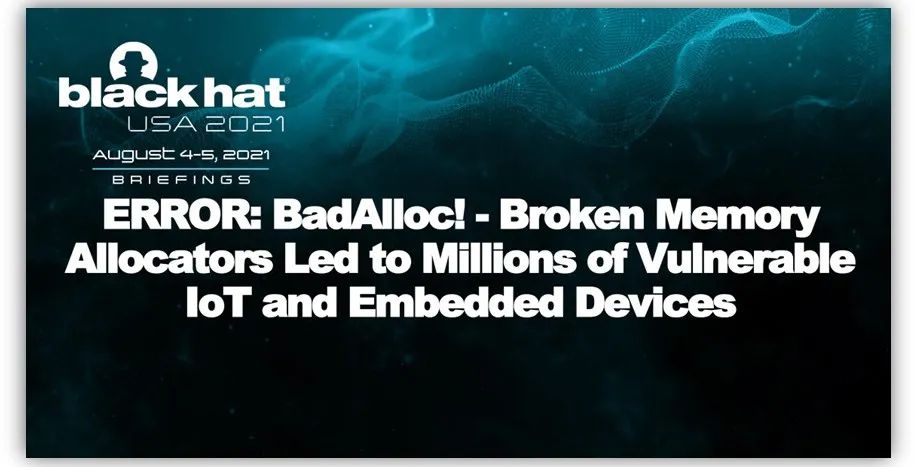 black hat®
USA 2021
August 4-5, 2021
BRIEFINGS
ERROR: BadAlloc! - Broken Memory
Allocators Led to Millions of Vulnerable
IoT and Embedded Devices